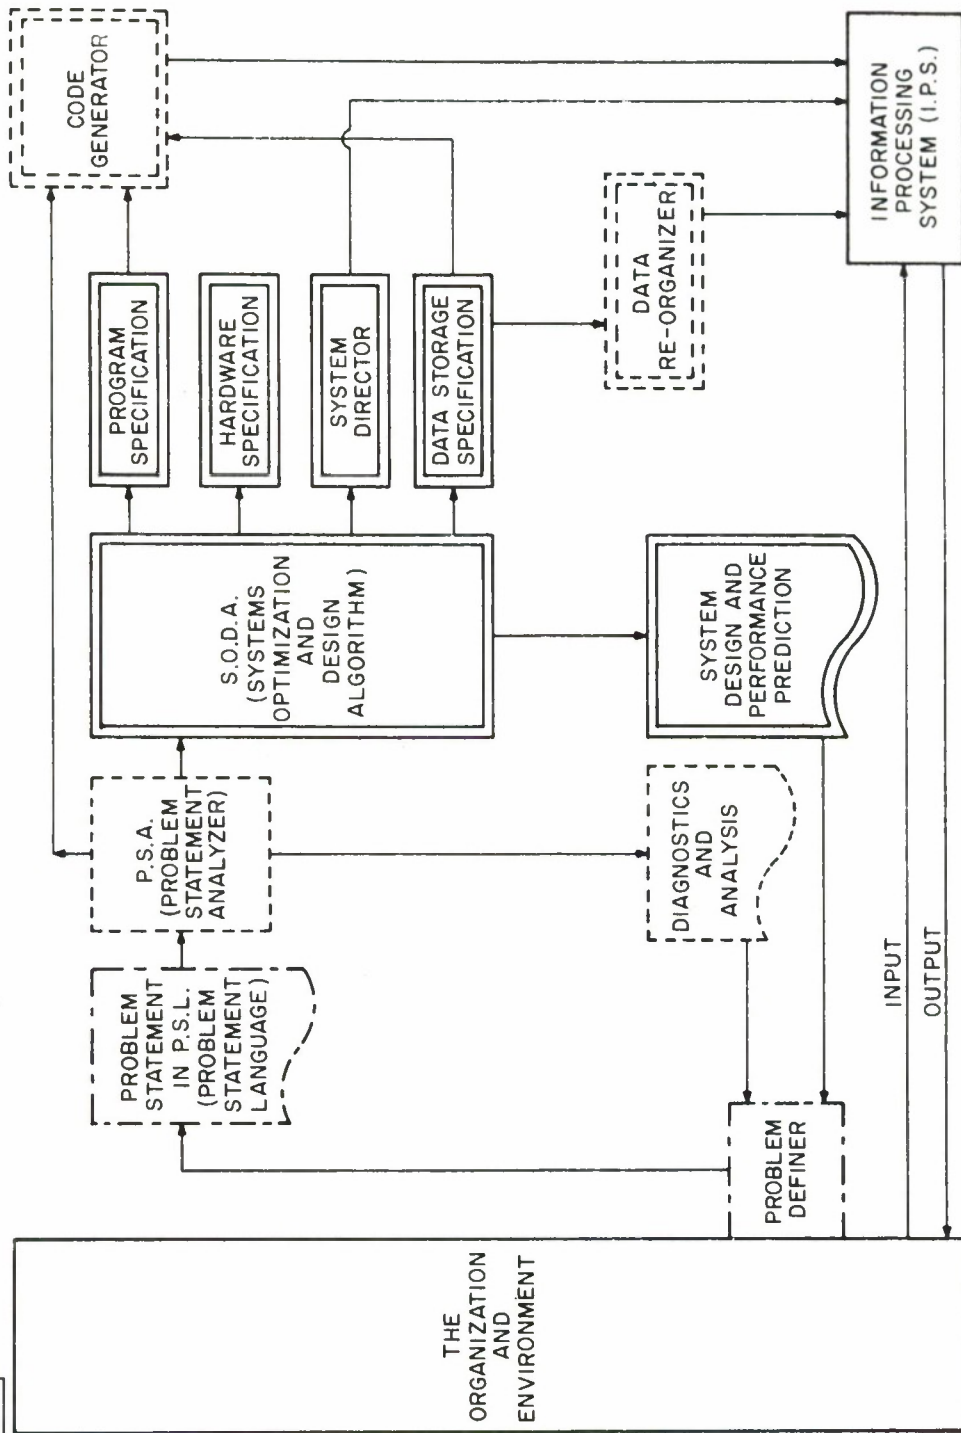 THE
ORGANIZATION
AND
ENVIRONMENT
PROBLEM
DEFINER
PROBLEM
STATEMENT
IN P.S.L.
(PROBLEM
STATEMENT
LANGUAGE)
P.S.A.
(PROBLEM
STATEMENT
ANALYZER)
DIAGNOSTICS
AND
ANALYSIS
S.O.D.A.
(SYSTEMS
OPTIMIZATION
AND
DESIGN
ALGORITHM)
SYSTEM
DESIGN AND
PERFORMANCE
PREDICTION
PROGRAM
SPECIFICATION
HARDWARE
SPECIFICATION
SYSTEM
DIRECTOR
DATA STORAGE
SPECIFICATION
CODE
GENERATOR
DATA
RE-ORGANIZER
INFORMATION
PROCESSING
SYSTEM (I.P.S.)
INPUT
OUTPUT